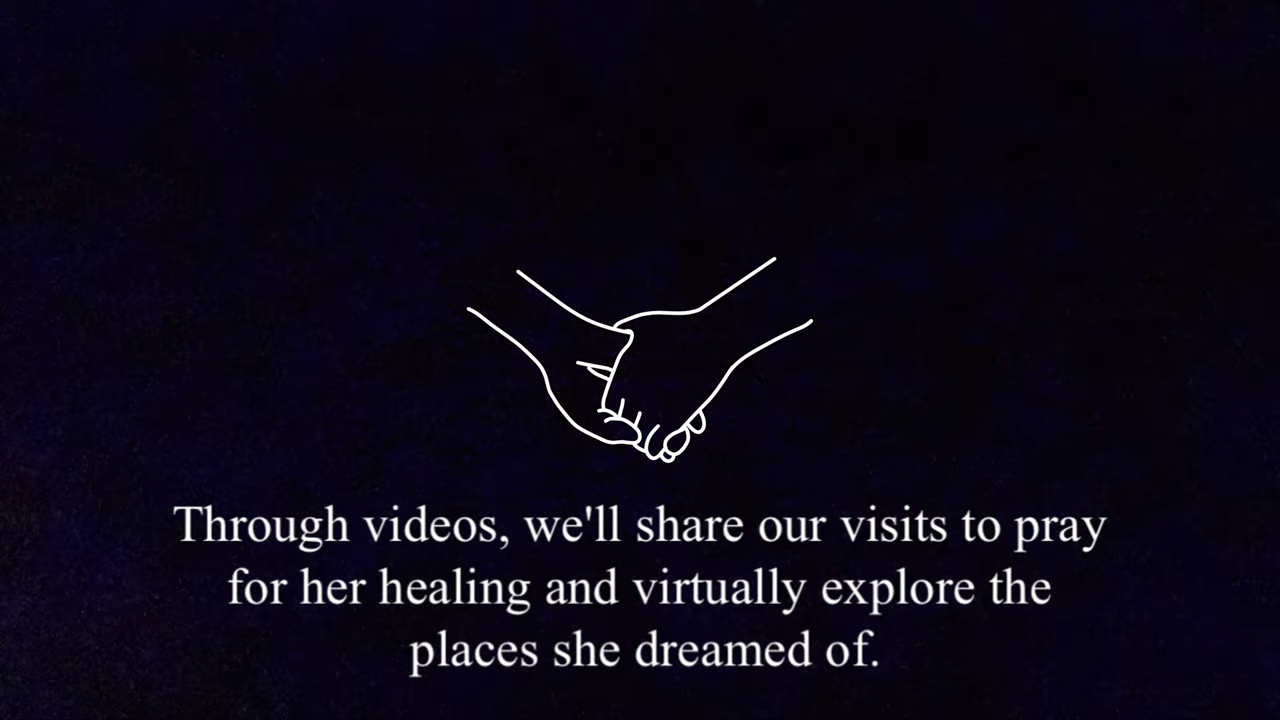 Through videos, we'll share our visits to pray
for her healing and virtually explore the
places she dreamed of.